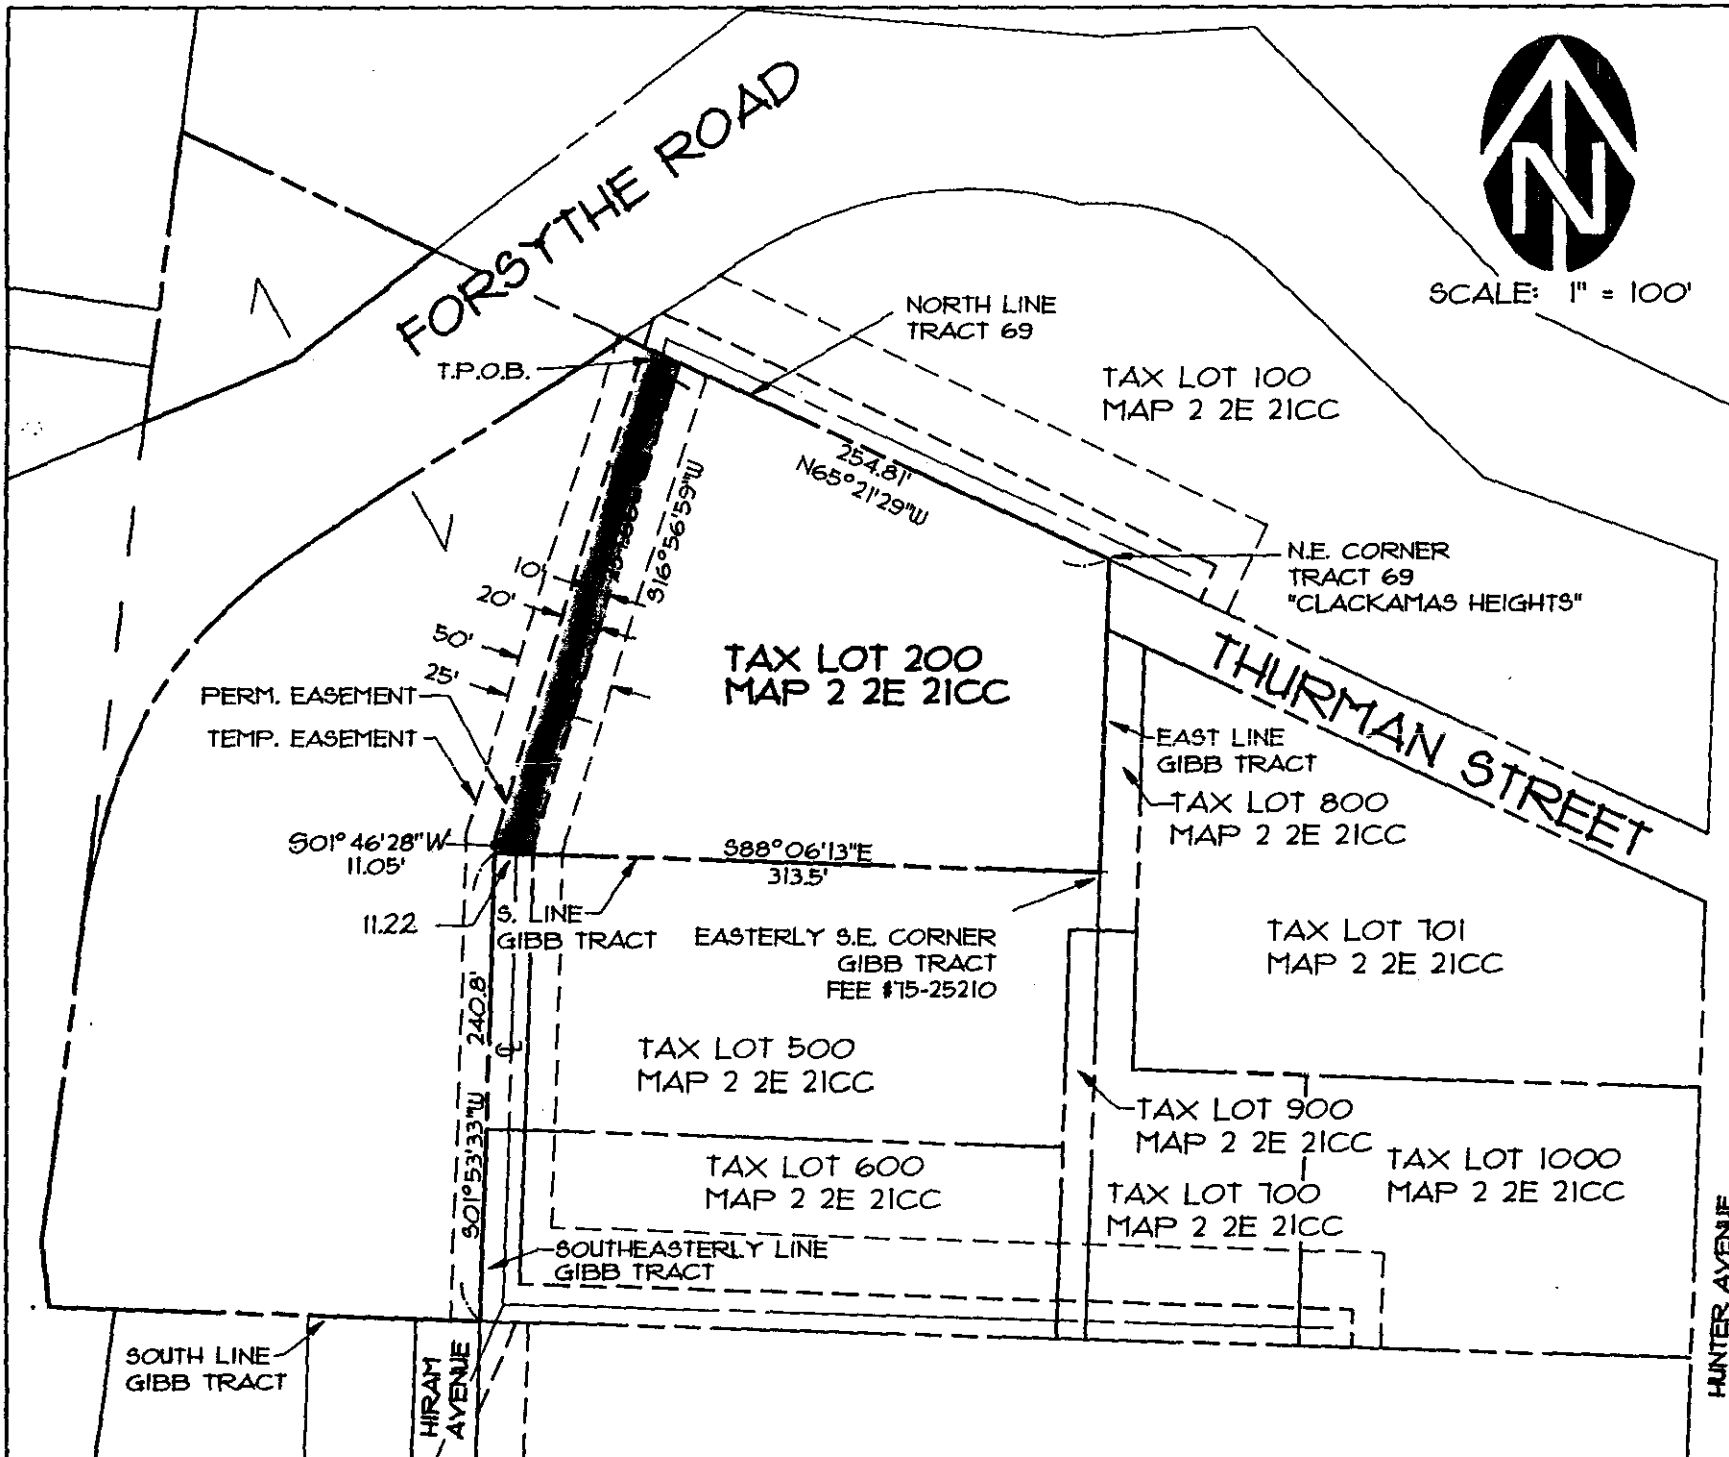 FORSYTHE ROAD
N
SCALE: 1" = 100'
NORTH LINE
TRACT 69
T.P.O.B.
TAX LOT 100
MAP 2 2E 21CC
254.81'
N65°21'29"W
S16°56'59"W
N.E. CORNER
TRACT 69
"CLACKAMAS HEIGHTS"
10'
20'
50'
25'
TAX LOT 200
MAP 2 2E 21CC
THURMAN STREET
PERM. EASEMENT
TEMP. EASEMENT
EAST LINE
GIBB TRACT
TAX LOT 800
MAP 2 2E 21CC
S01°46'28"W
11.05'
S88°06'13"E
313.5'
11.22
S. LINE
GIBB TRACT
EASTERLY S.E. CORNER
GIBB TRACT
FEE #75-25210
TAX LOT 701
MAP 2 2E 21CC
S01°53'33"W 240.8'
TAX LOT 500
MAP 2 2E 21CC
TAX LOT 900
MAP 2 2E 21CC
TAX LOT 600
MAP 2 2E 21CC
TAX LOT 700
MAP 2 2E 21CC
TAX LOT 1000
MAP 2 2E 21CC
SOUTHEASTERLY LINE
GIBB TRACT
SOUTH LINE
GIBB TRACT
HIRAM
AVENUE
HUNTER AVENUE